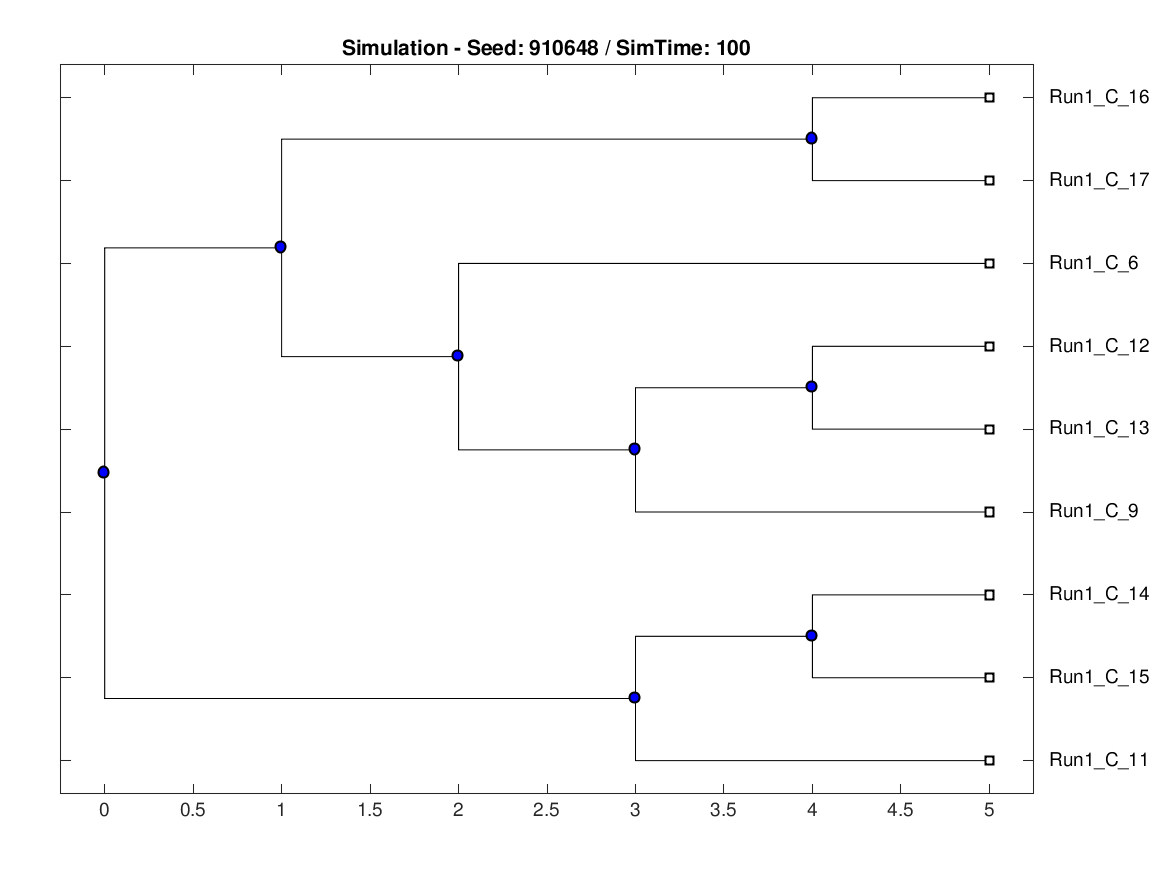 Simulation - Seed: 910648 / SimTime: 100
Run1_C_16
Run1_C_17
Run1_C_6
Run1_C_12
Run1_C_13
Run1_C_9
Run1_C_14
Run1_C_15
Run1_C_11
0 0.5 1 1.5 2 2.5 3 3.5 4 4.5 5